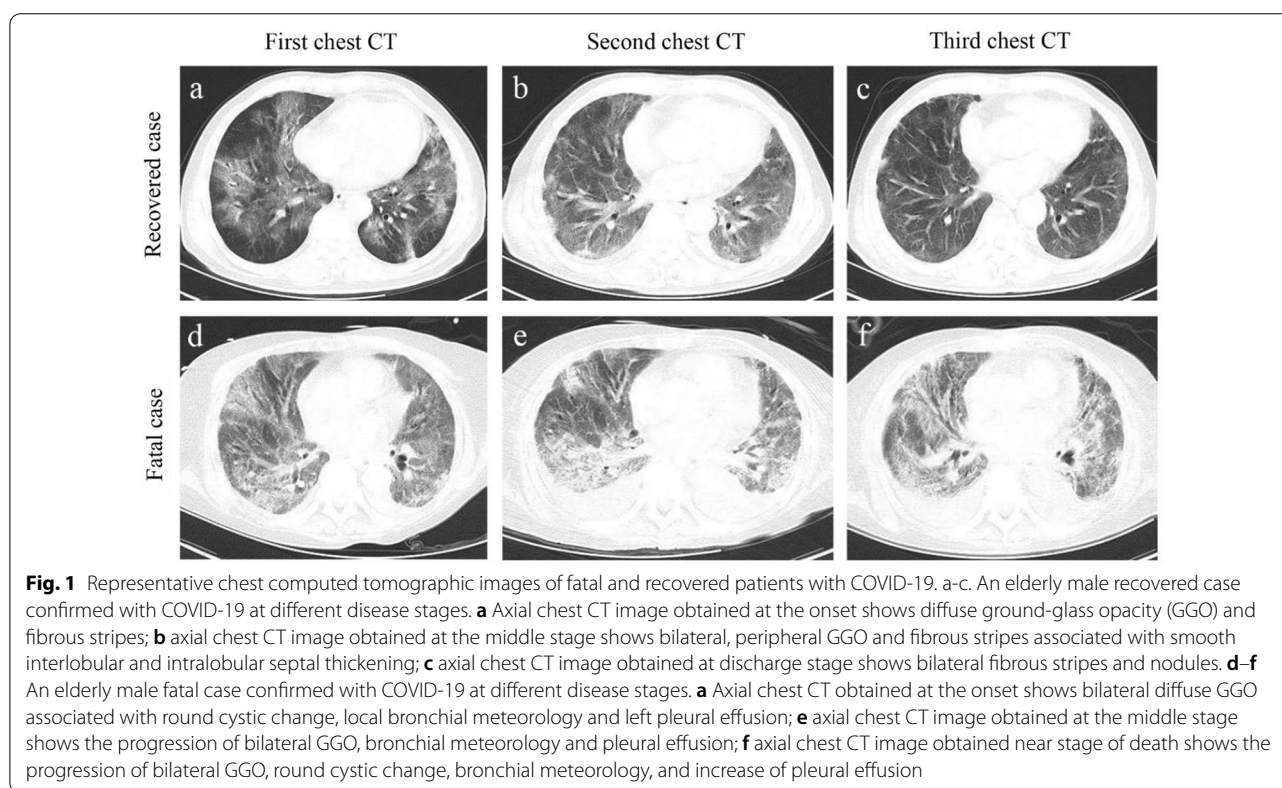 First chest CT
Second chest CT
Third chest CT
Recovered case
a
b
c
Fatal case
d
e
f
Fig. 1 Representative chest computed tomographic images of fatal and recovered patients with COVID-19. a-c. An elderly male recovered case
confirmed with COVID-19 at different disease stages. a Axial chest CT image obtained at the onset shows diffuse ground-glass opacity (GGO) and
fibrous stripes; b axial chest CT image obtained at the middle stage shows bilateral, peripheral GGO and fibrous stripes associated with smooth
interlobular and intralobular septal thickening; c axial chest CT image obtained at discharge stage shows bilateral fibrous stripes and nodules. d–f
An elderly male fatal case confirmed with COVID-19 at different disease stages. a Axial chest CT obtained at the onset shows bilateral diffuse GGO
associated with round cystic change, local bronchial meteorology and left pleural effusion; e axial chest CT image obtained at the middle stage
shows the progression of bilateral GGO, bronchial meteorology and pleural effusion; f axial chest CT image obtained near stage of death shows the
progression of bilateral GGO, round cystic change, bronchial meteorology, and increase of pleural effusion